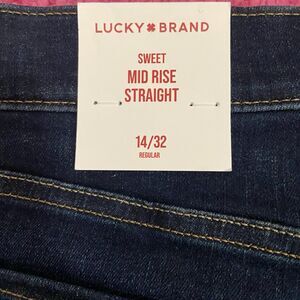 LUCKY BRAND
SWEET
MID RISE
STRAIGHT
14/32
REGULAR